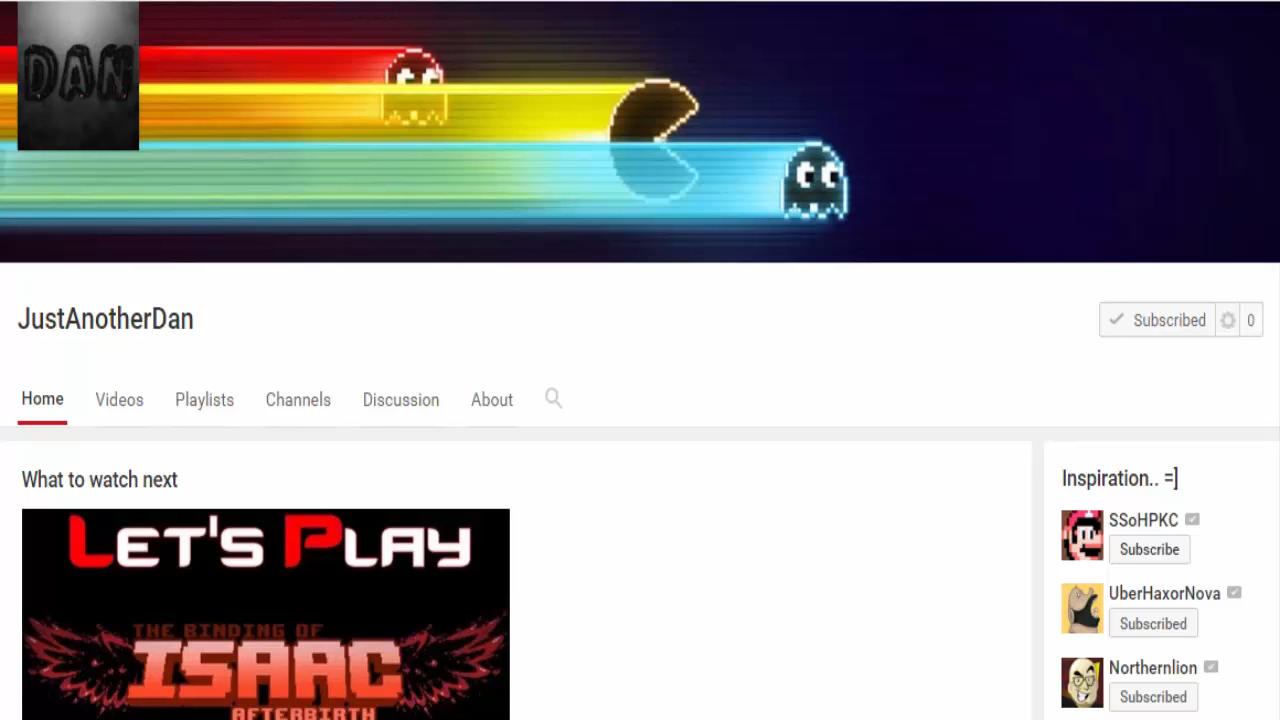 DAN
JustAnotherDan
Subscribed 0
Home Videos Playlists Channels Discussion About
What to watch next
LET'S PLAY
THE BINDING OF
ISAAC
AFTERBIRTH
Inspiration.. =]
SSoHPKC
Subscribe
UberHaxorNova
Subscribed
Northernlion
Subscribed